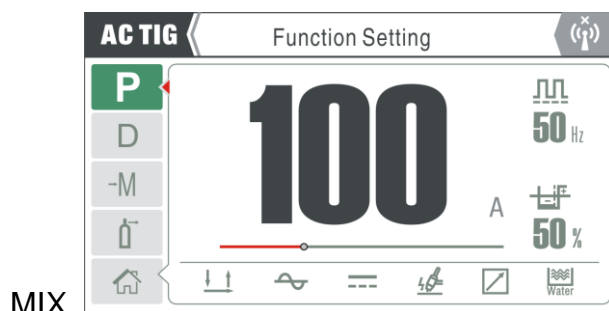 AC TIG
Function Setting
P
D
-M
100
A
50 Hz
50 %
Water
MIX